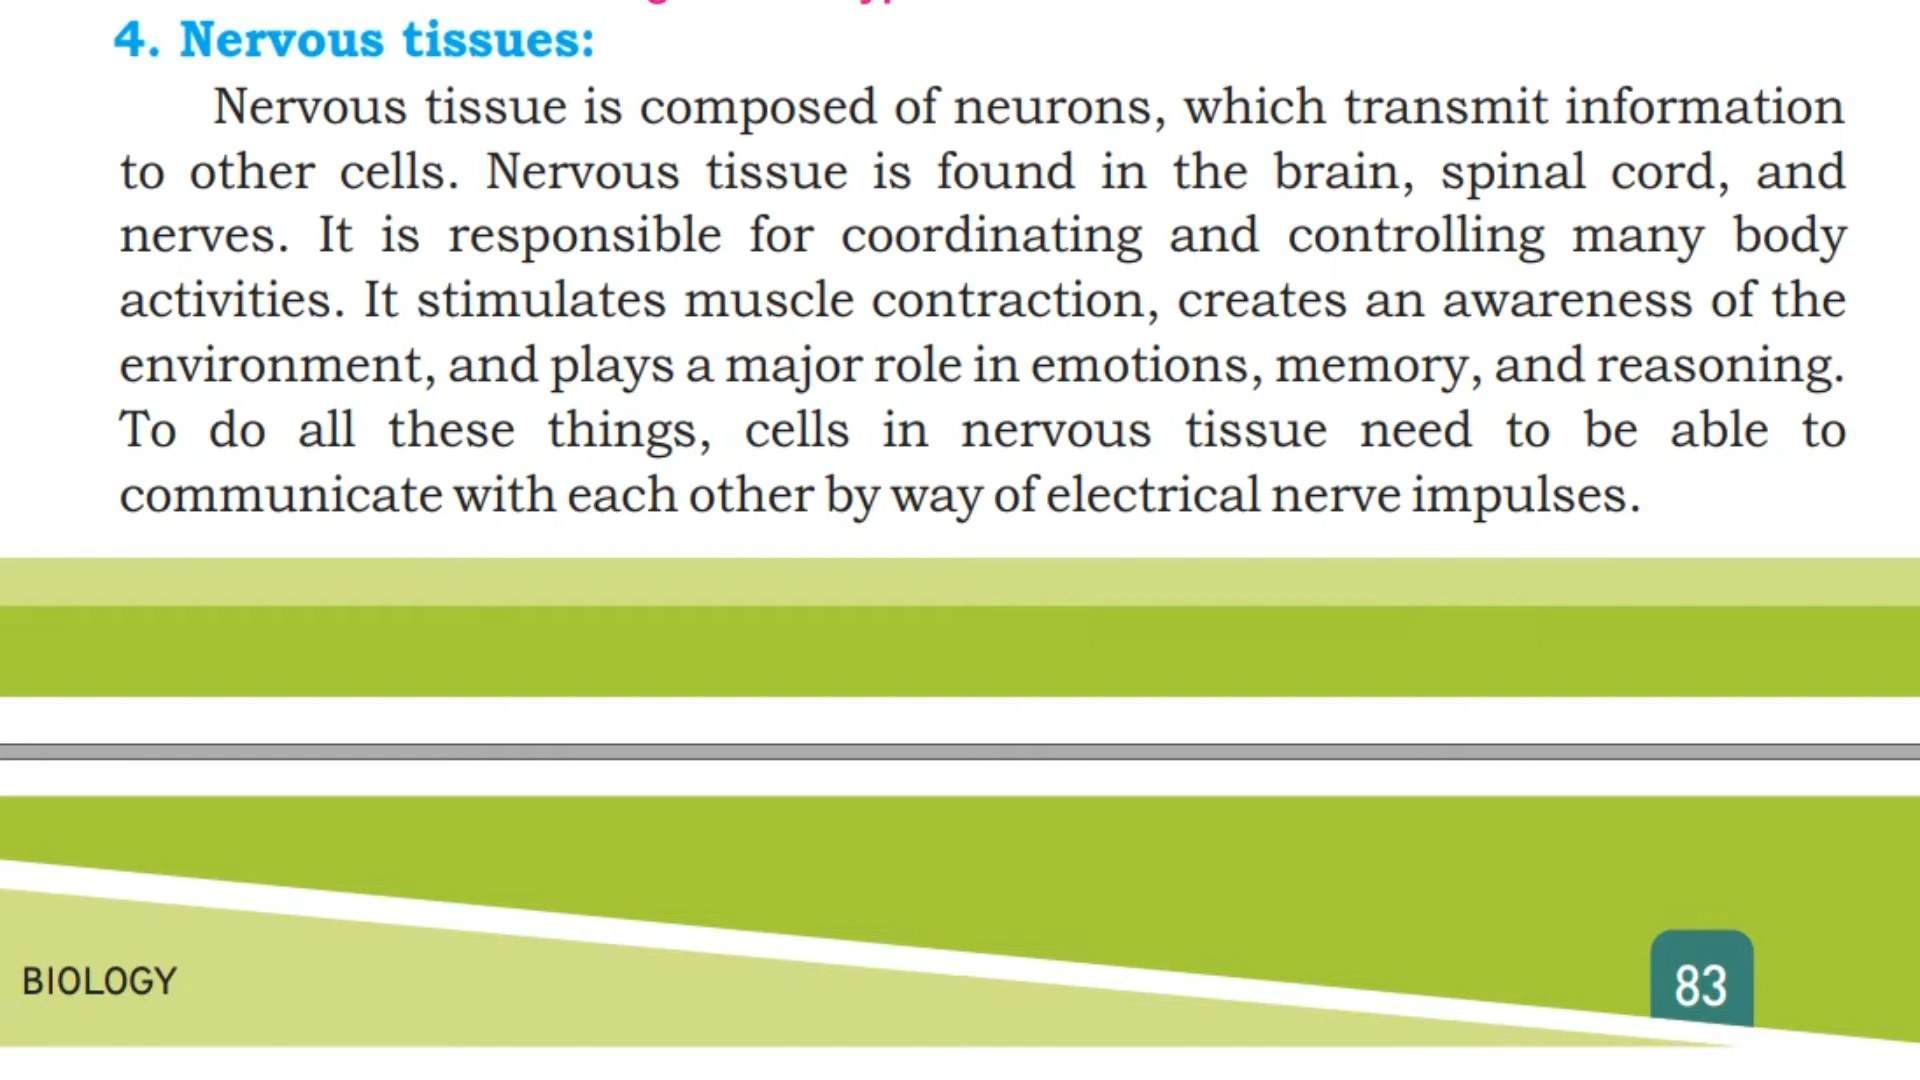 4. Nervous tissues:
Nervous tissue is composed of neurons, which transmit information
to other cells. Nervous tissue is found in the brain, spinal cord, and
nerves. It is responsible for coordinating and controlling many body
activities. It stimulates muscle contraction, creates an awareness of the
environment, and plays a major role in emotions, memory, and reasoning.
To do all these things, cells in nervous tissue need to be able to
communicate with each other by way of electrical nerve impulses.
BIOLOGY
83